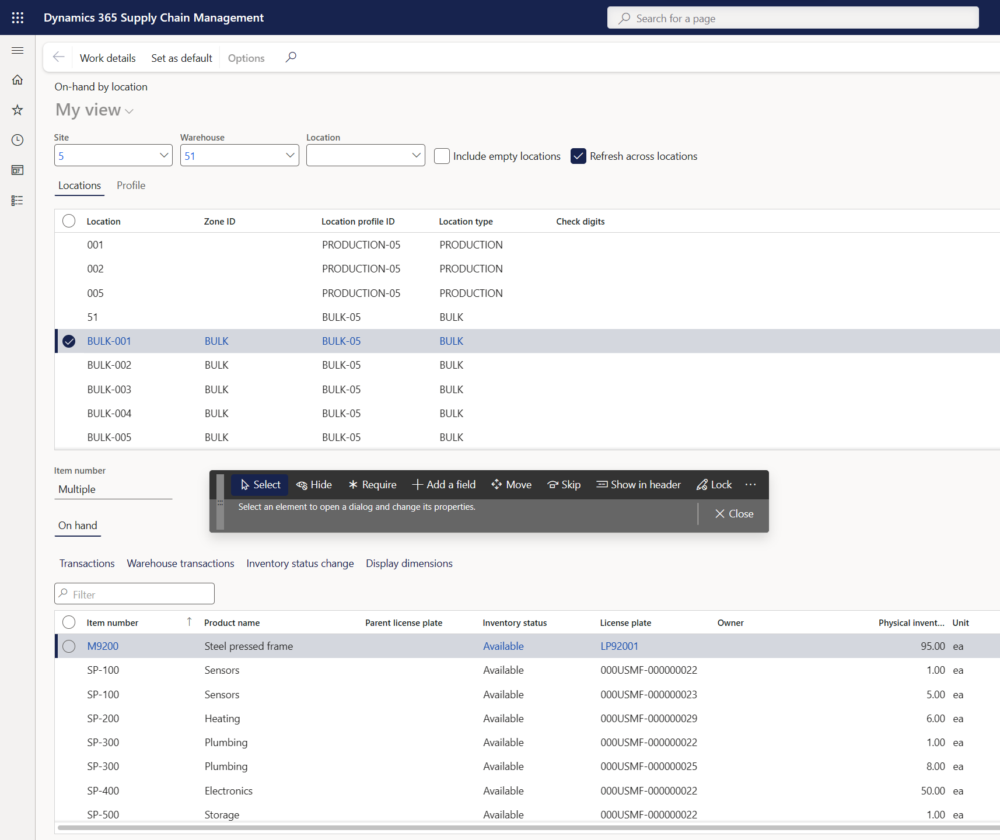 Dynamics 365 Supply Chain Management Search for a page
Work details Set as default Options
On-hand by location
My view
Site Warehouse Location
5 51 Include empty locations Refresh across locations
Locations Profile
Location Zone ID Location profile ID Location type Check digits
001 PRODUCTION-05 PRODUCTION
002 PRODUCTION-05 PRODUCTION
005 PRODUCTION-05 PRODUCTION
51 BULK-05 BULK
BULK-001 BULK BULK-05 BULK
BULK-002 BULK BULK-05 BULK
BULK-003 BULK BULK-05 BULK
BULK-004 BULK BULK-05 BULK
BULK-005 BULK BULK-05 BULK
Item number
Multiple
Select Hide Require Add a field Move Skip Show in header Lock ...
Select an element to open a dialog and change its properties.
Close
On hand
Transactions Warehouse transactions Inventory status change Display dimensions
Filter
Item number Product name Parent license plate Inventory status License plate Owner Physical invent... Unit
M9200 Steel pressed frame Available LP92001 95.00 ea
SP-100 Sensors Available 000USMF-000000022 1.00 ea
SP-100 Sensors Available 000USMF-000000023 5.00 ea
SP-200 Heating Available 000USMF-000000029 6.00 ea
SP-300 Plumbing Available 000USMF-000000022 1.00 ea
SP-300 Plumbing Available 000USMF-000000025 8.00 ea
SP-400 Electronics Available 000USMF-000000022 50.00 ea
SP-500 Storage Available 000USMF-000000022 1.00 ea